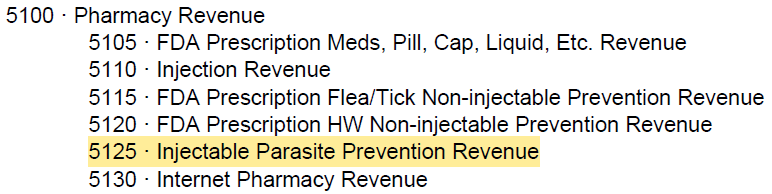 5100 · Pharmacy Revenue
5105 · FDA Prescription Meds, Pill, Cap, Liquid, Etc. Revenue
5110 · Injection Revenue
5115 · FDA Prescription Flea/Tick Non-injectable Prevention Revenue
5120 · FDA Prescription HW Non-injectable Prevention Revenue
5125 · Injectable Parasite Prevention Revenue
5130 · Internet Pharmacy Revenue